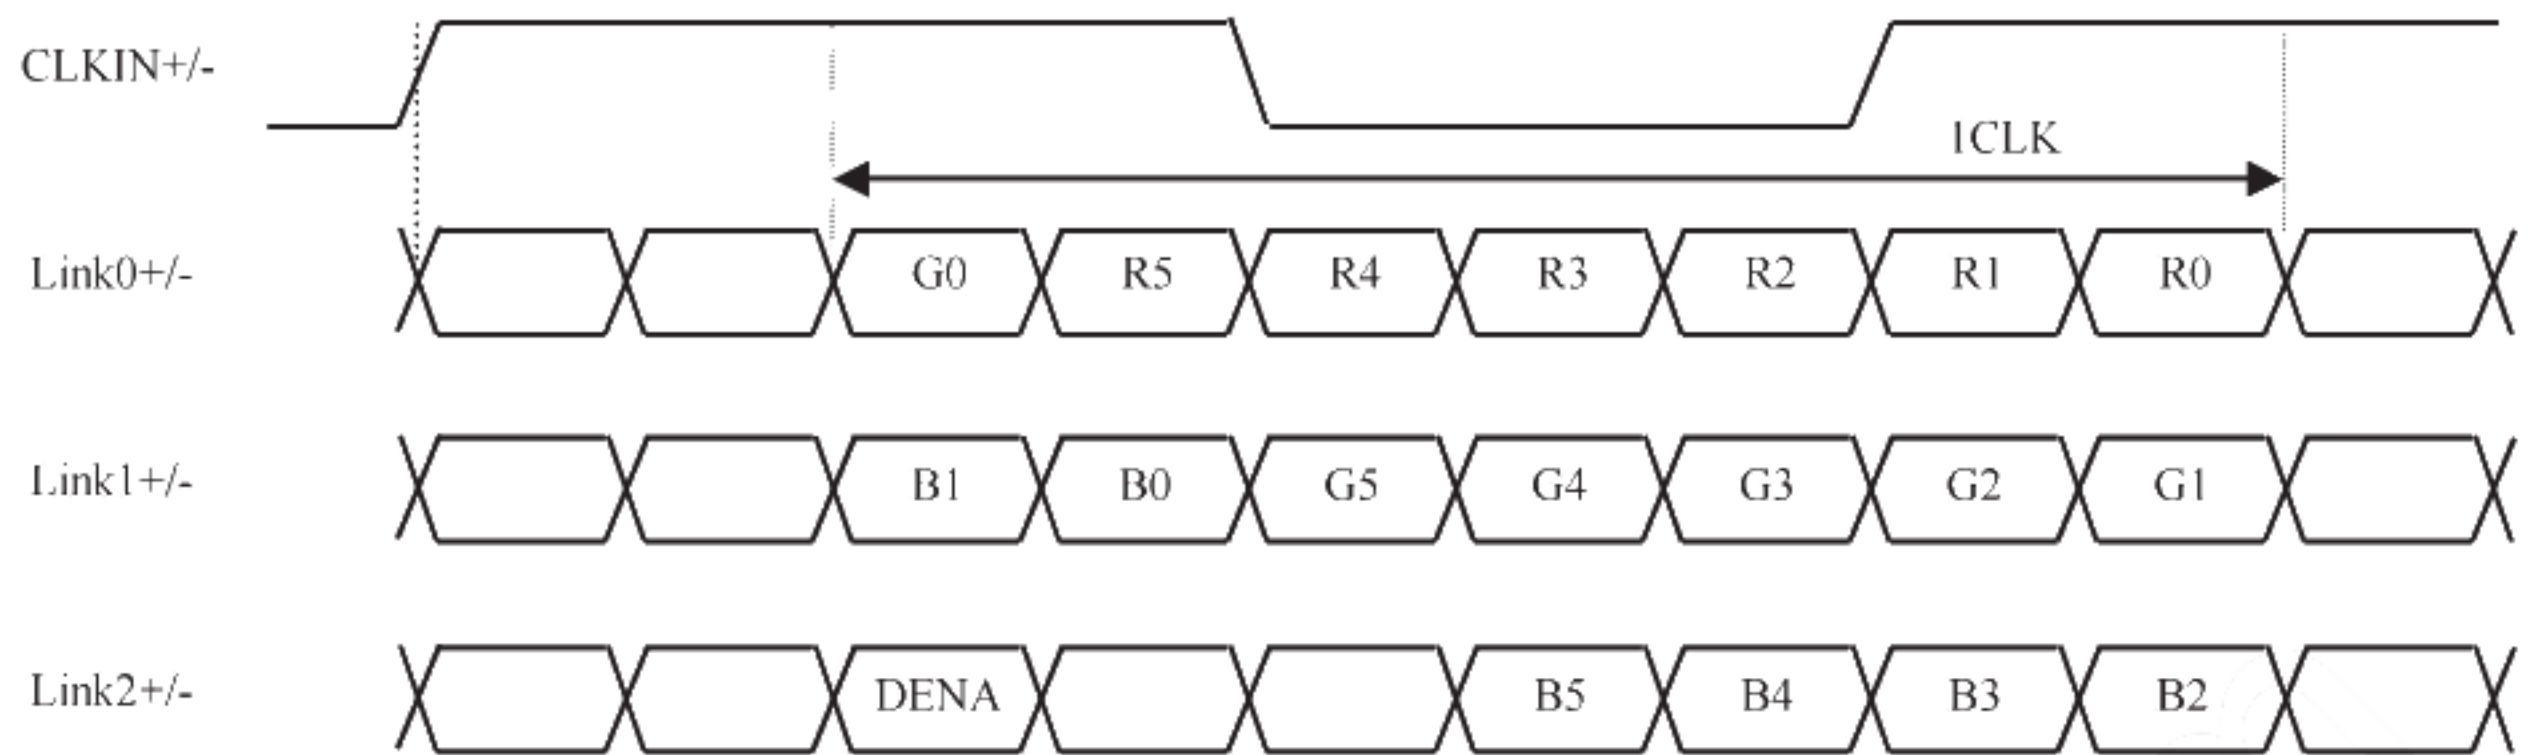 CLKIN+/-
1CLK
Link0+/- G0 R5 R4 R3 R2 R1 R0
Link1+/- B1 B0 G5 G4 G3 G2 G1
Link2+/- DENA B5 B4 B3 B2